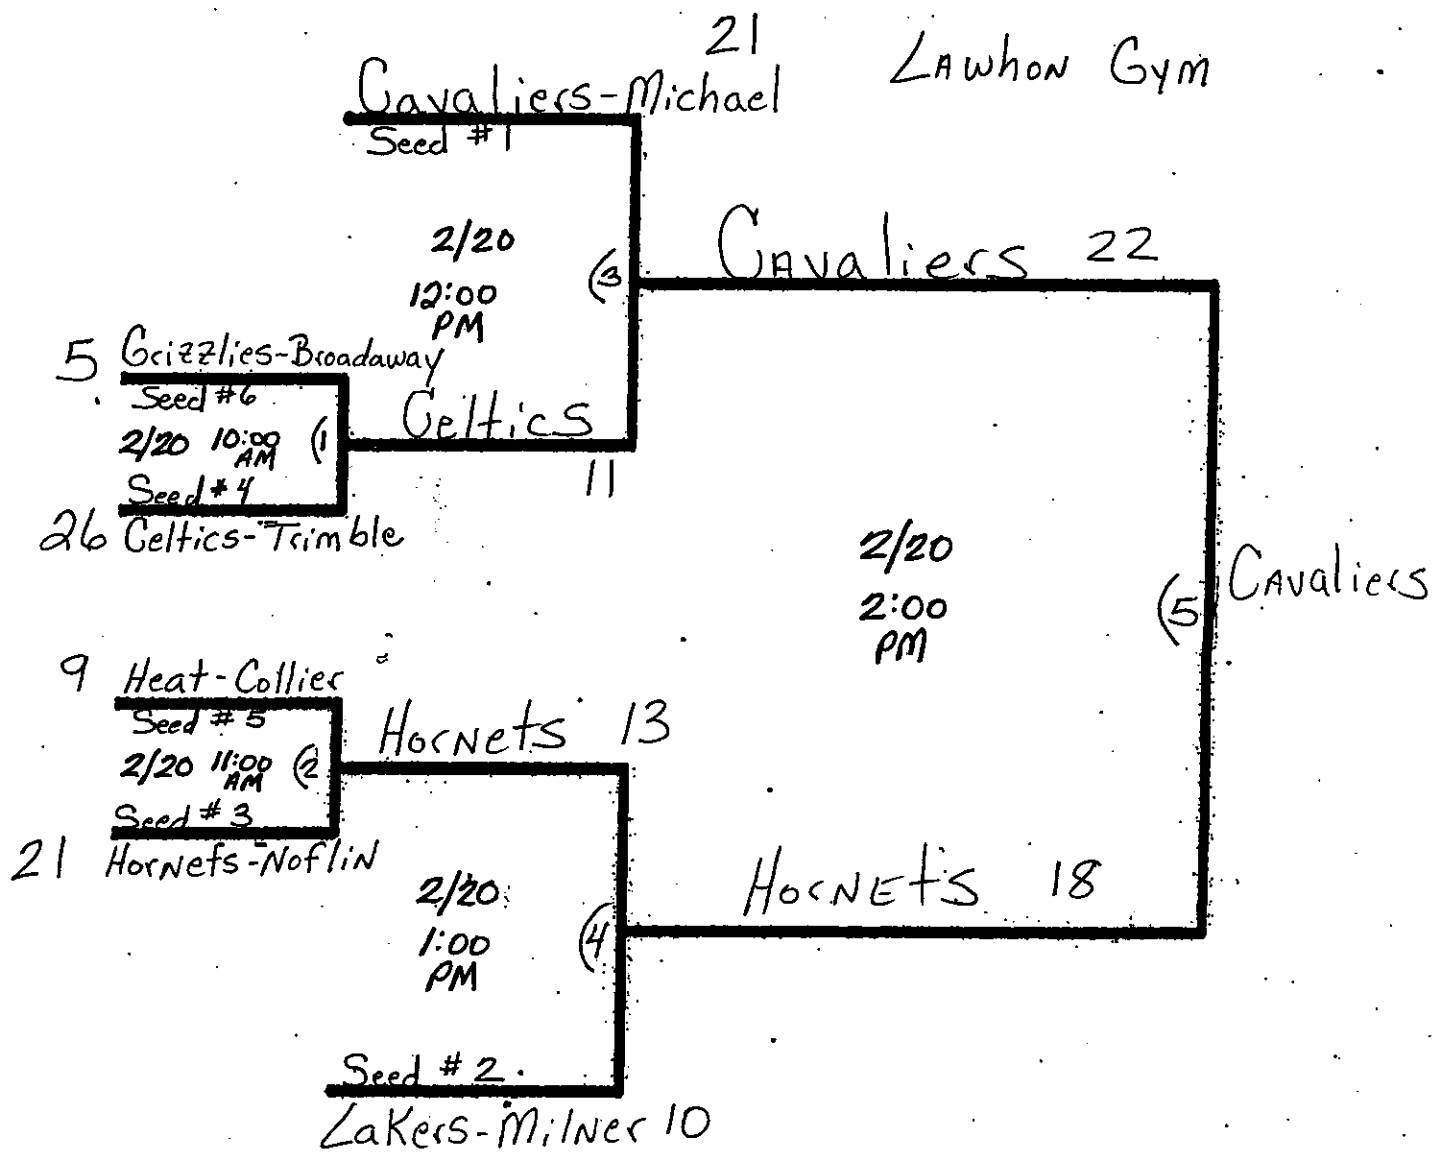 21
Lawhon Gym
Cavaliers-Michael
Seed #1
2/20
12:00
PM
(3
Cavaliers 22
5 Grizzlies-Broadaway
Seed #6
2/20 10:00
AM
(1
Seed #4
26 Celtics-Trimble
Celtics
11
2/20
2:00
PM
(5
Cavaliers
9 Heat-Collier
Seed #5
2/20 11:00
AM
(2
Seed #3
21 Hornets-Noflin
Hornets 13
2/20
1:00
PM
(4
Hornets 18
Seed #2
Lakers-Milner 10